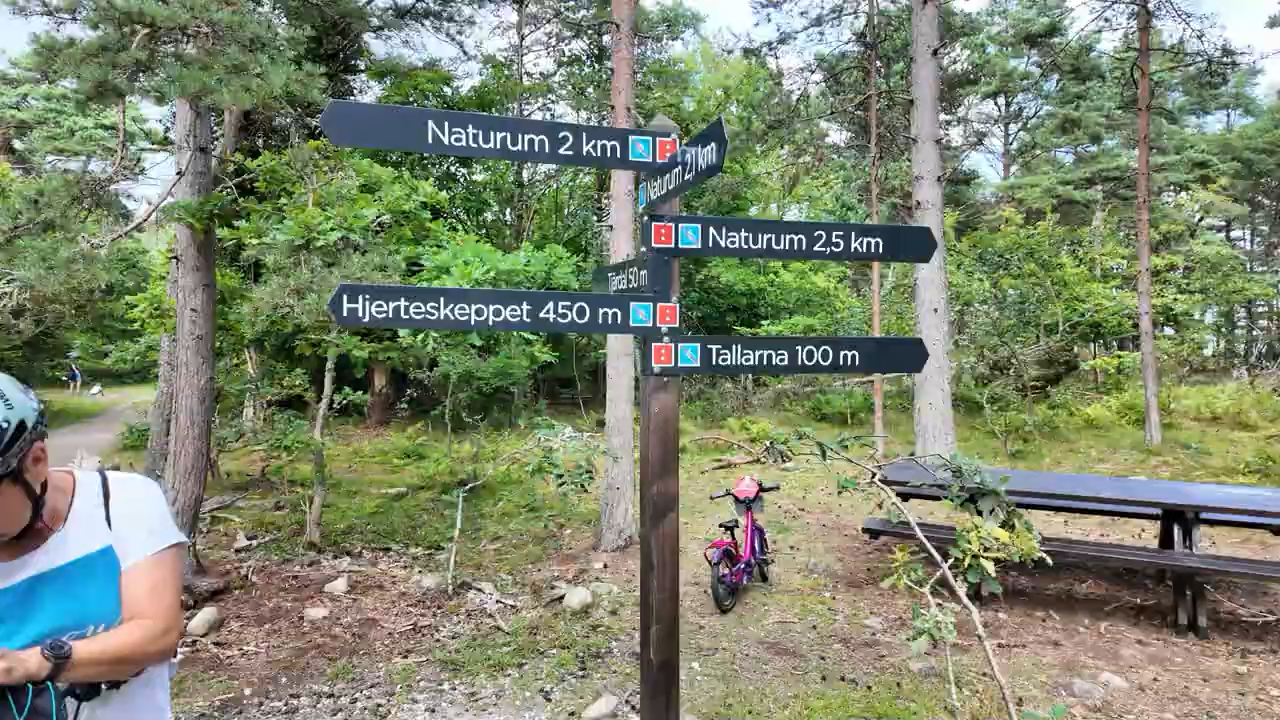 Naturum 2 km
Naturum 2,1 km
Naturum 2,5 km
Tjärdal 50 m
Hjerteskeppet 450 m
Tallarna 100 m